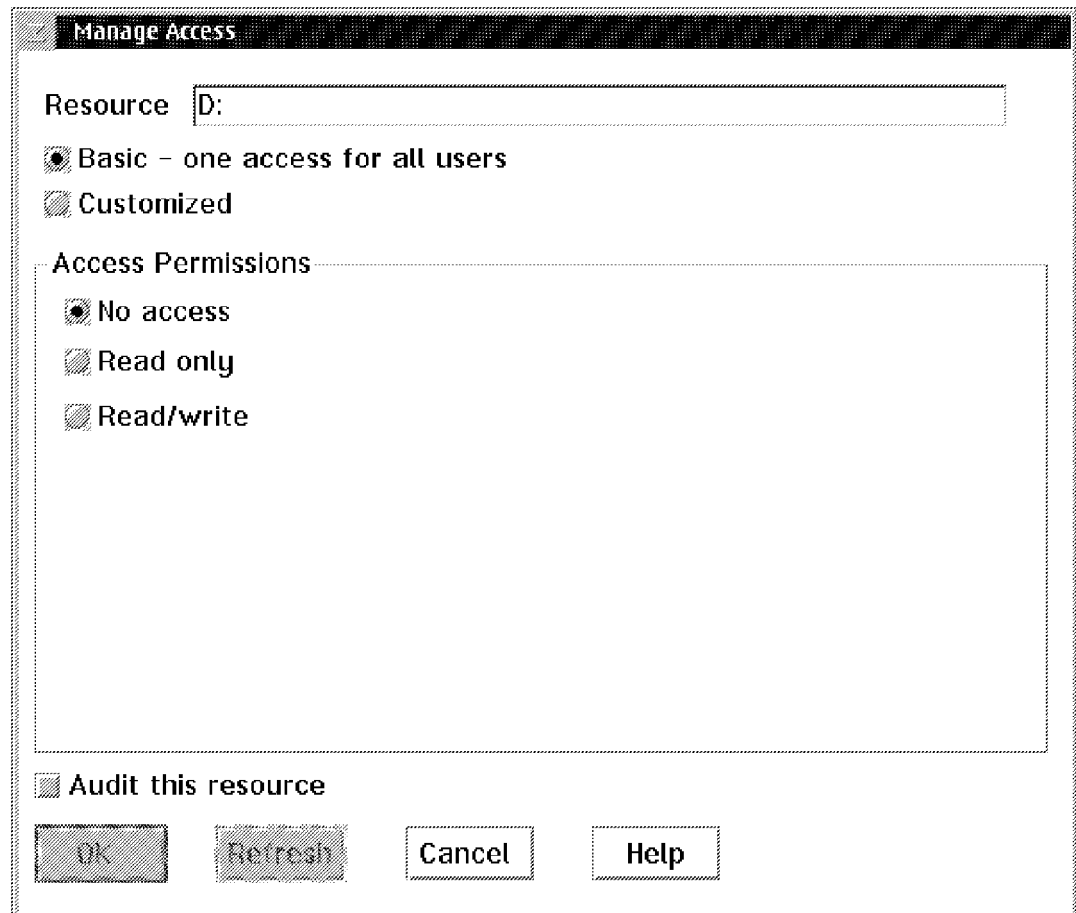 Manage Access
Resource D:
Basic - one access for all users
Customized
Access Permissions
No access
Read only
Read/write
Audit this resource
OK Refresh Cancel Help